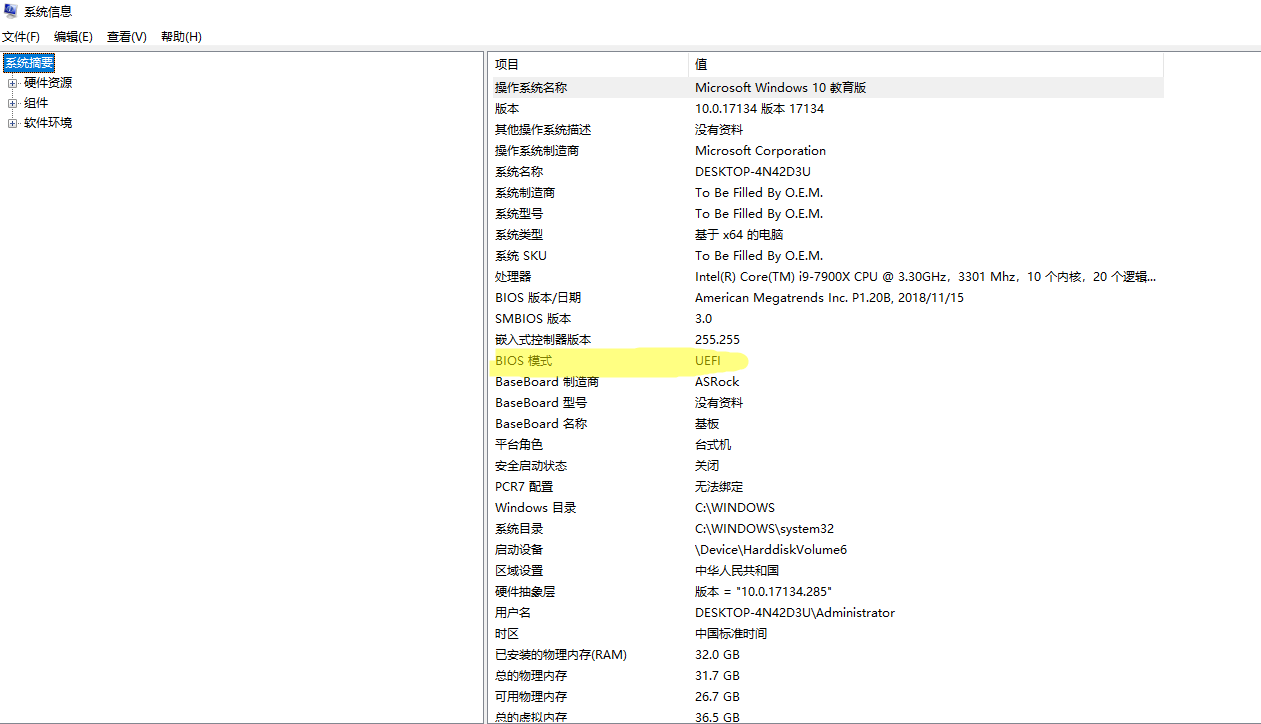 系统信息
文件(F) 编辑(E) 查看(V) 帮助(H)
系统摘要
硬件资源
组件
软件环境
项目 值
操作系统名称 Microsoft Windows 10 教育版
版本 10.0.17134 版本 17134
其他操作系统描述 没有资料
操作系统制造商 Microsoft Corporation
系统名称 DESKTOP-4N42D3U
系统制造商 To Be Filled By O.E.M.
系统型号 To Be Filled By O.E.M.
系统类型 基于 x64 的电脑
系统 SKU To Be Filled By O.E.M.
处理器 Intel(R) Core(TM) i9-7900X CPU @ 3.30GHz，3301 Mhz，10 个内核，20 个逻辑...
BIOS 版本/日期 American Megatrends Inc. P1.20B, 2018/11/15
SMBIOS 版本 3.0
嵌入式控制器版本 255.255
BIOS 模式 UEFI
BaseBoard 制造商 ASRock
BaseBoard 型号 没有资料
BaseBoard 名称 基板
平台角色 台式机
安全启动状态 关闭
PCR7 配置 无法绑定
Windows 目录 C:\WINDOWS
系统目录 C:\WINDOWS\system32
启动设备 \Device\HarddiskVolume6
区域设置 中华人民共和国
硬件抽象层 版本 = "10.0.17134.285"
用户名 DESKTOP-4N42D3U\Administrator
时区 中国标准时间
已安装的物理内存(RAM) 32.0 GB
总的物理内存 31.7 GB
可用物理内存 26.7 GB
总的虚拟内存 36.5 GB